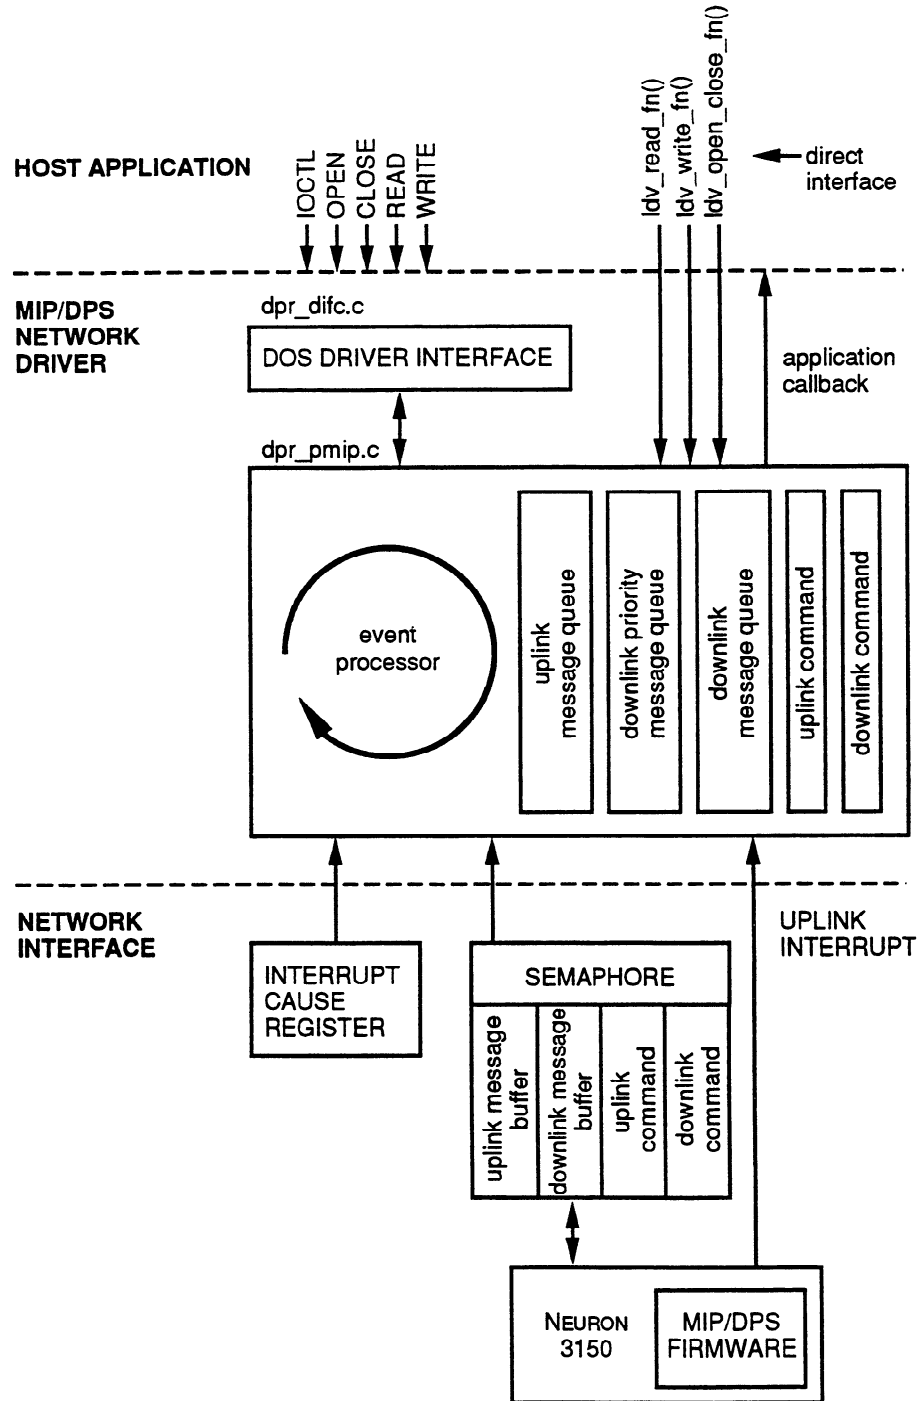 HOST APPLICATION
IOCTL
OPEN
CLOSE
READ
WRITE
ldv_read_fn()
ldv_write_fn()
ldv_open_close_fn()
direct
interface
MIP/DPS
NETWORK
DRIVER
dpr_difc.c
DOS DRIVER INTERFACE
application
callback
dpr_pmip.c
event
processor
uplink
message queue
downlink priority
message queue
downlink
message queue
uplink command
downlink command
NETWORK
INTERFACE
UPLINK
INTERRUPT
INTERRUPT
CAUSE
REGISTER
SEMAPHORE
uplink message
buffer
downlink message
buffer
uplink
command
downlink
command
NEURON
3150
MIP/DPS
FIRMWARE